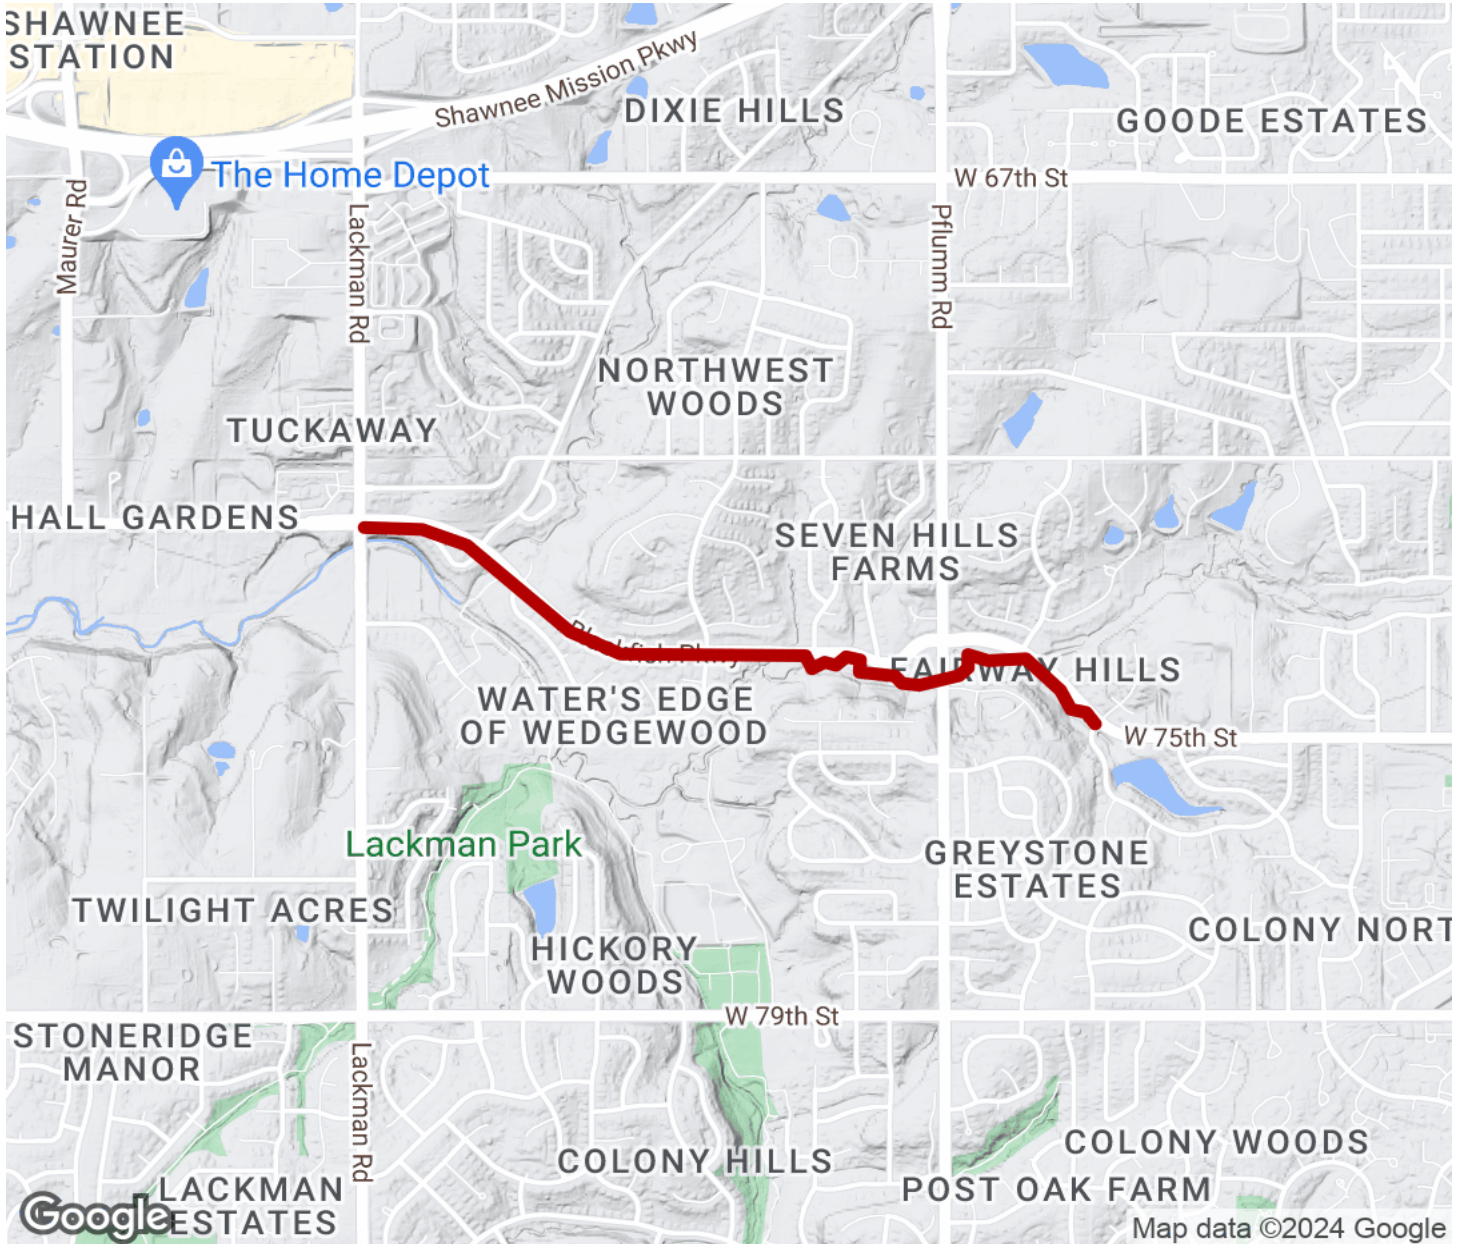 SHAWNEE
STATION
Shawnee Mission Pkwy
DIXIE HILLS
GOODE ESTATES
The Home Depot
W 67th St
Maurer Rd
Lackman Rd
Pflumm Rd
NORTHWEST
WOODS
TUCKAWAY
HALL GARDENS
SEVEN HILLS
FARMS
Pkwy
FAIRWAY HILLS
WATER'S EDGE
OF WEDGEWOOD
W 75th St
Lackman Park
GREYSTONE
ESTATES
TWILIGHT ACRES
COLONY NORT
HICKORY
WOODS
W 79th St
STONERIDGE
MANOR
Lackman Rd
COLONY HILLS
COLONY WOODS
POST OAK FARM
LACKMAN
ESTATES
Google
Map data ©2024 Google